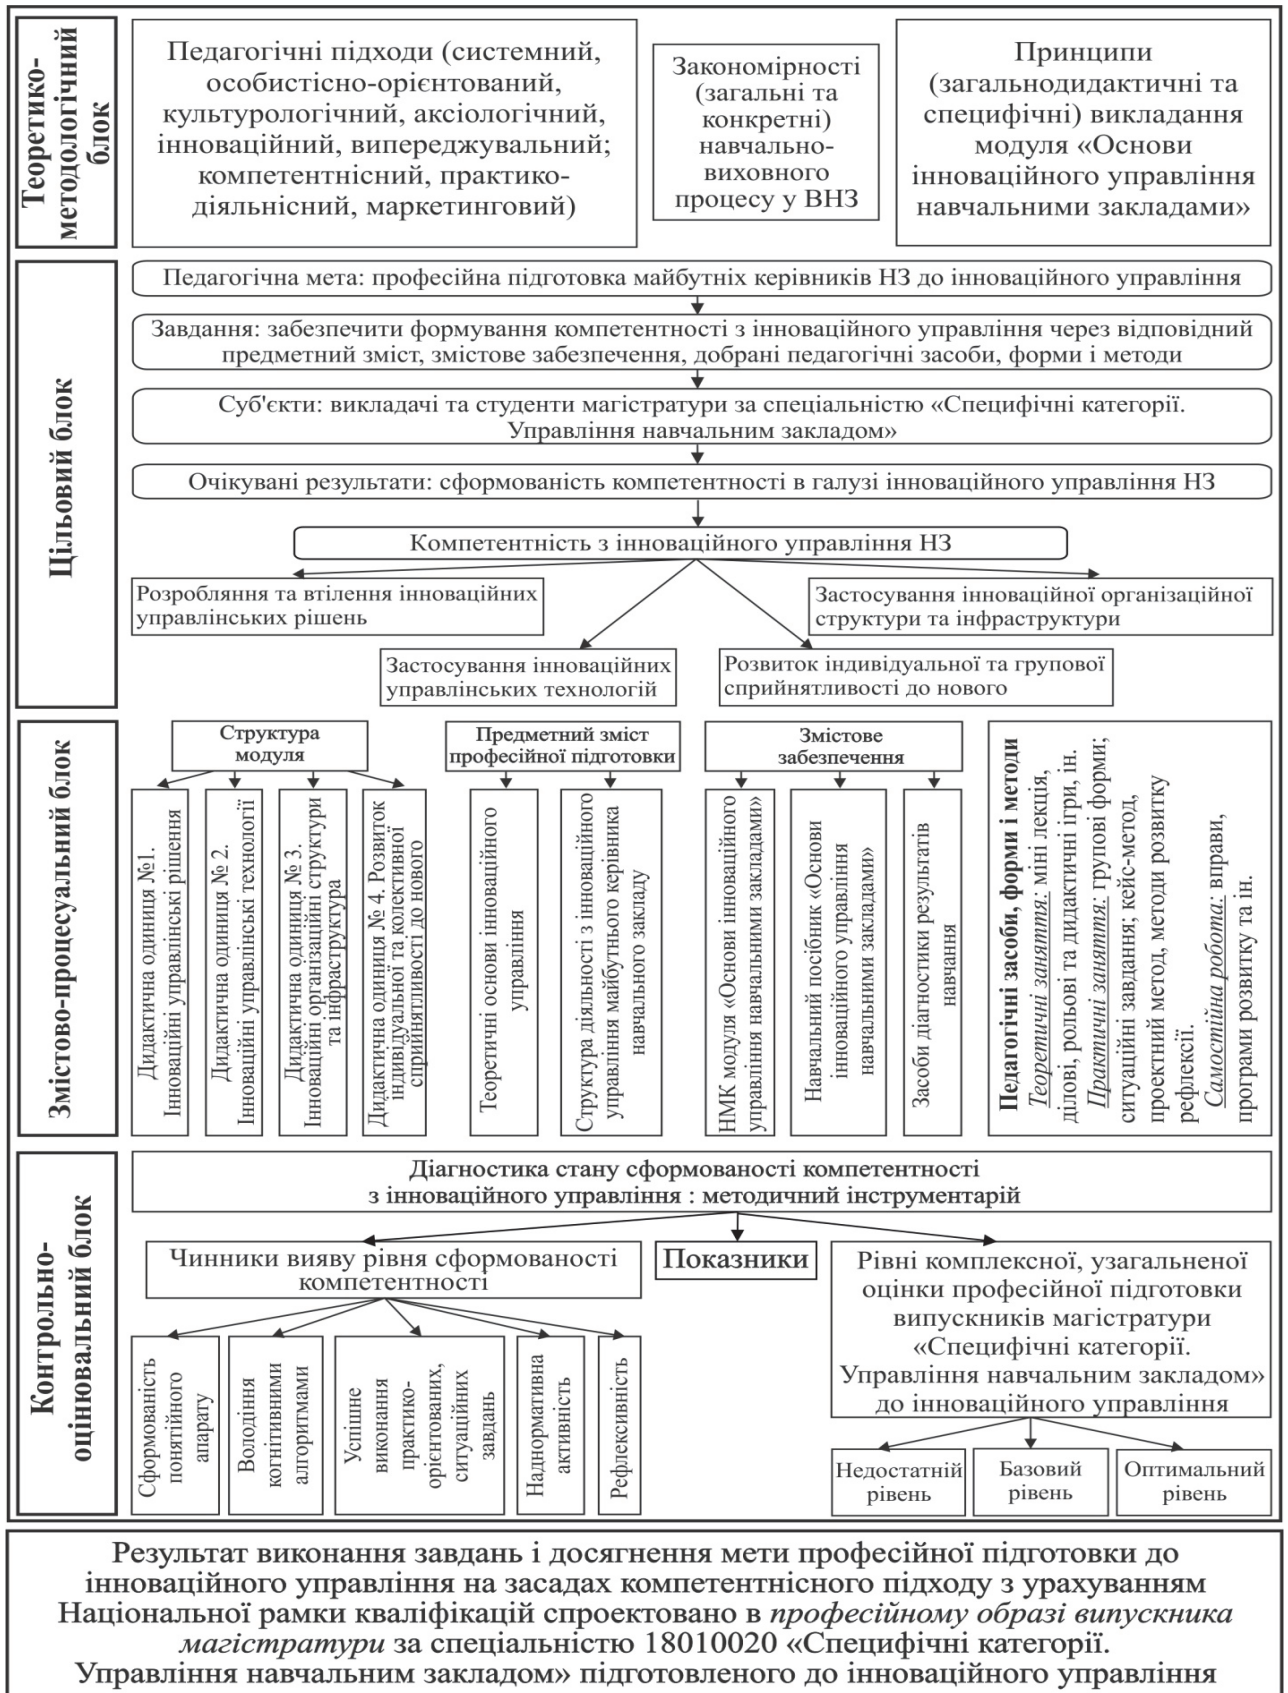 Теоретико-
методологічний
блок
Педагогічні підходи (системний,
особистісно-орієнтований,
культурологічний, аксіологічний,
інноваційний, випереджувальний;
компетентнісний, практико-
діяльнісний, маркетинговий)
Закономірності
(загальні та
конкретні)
навчально-
виховного
процесу у ВНЗ
Принципи
(загальнодидактичні та
специфічні) викладання
модуля «Основи
інноваційного управління
навчальними закладами»
Цільовий блок
Педагогічна мета: професійна підготовка майбутніх керівників НЗ до інноваційного управління
Завдання: забезпечити формування компетентності з інноваційного управління через відповідний
предметний зміст, змістове забезпечення, добрані педагогічні засоби, форми і методи
Суб'єкти: викладачі та студенти магістратури за спеціальністю «Специфічні категорії.
Управління навчальним закладом»
Очікувані результати: сформованість компетентності в галузі інноваційного управління НЗ
Компетентність з інноваційного управління НЗ
Розробляння та втілення інноваційних
управлінських рішень
Застосування інноваційної організаційної
структури та інфраструктури
Застосування інноваційних
управлінських технологій
Розвиток індивідуальної та групової
сприйнятливості до нового
Змістово-процесуальний блок
Структура
модуля
Дидактична одиниця №1.
Інноваційні управлінські рішення
Дидактична одиниця № 2.
Інноваційні управлінські технології
Дидактична одиниця № 3.
Інноваційні організаційні структури
та інфраструктура
Дидактична одиниця № 4. Розвиток
індивідуальної та колективної
сприйнятливості до нового
Предметний зміст
професійної підготовки
Теоретичні основи інноваційного
управління
Структура діяльності з інноваційного
управління майбутнього керівника
навчального закладу
Змістове
забезпечення
НМК модуля «Основи інноваційного
управління навчальними закладами»
Навчальний посібник «Основи
інноваційного управління
навчальними закладами»
Засоби діагностики результатів
навчання
Педагогічні засоби, форми і методи
Теоретичні заняття: міні лекція,
ділові, рольові та дидактичні ігри, ін.
Практичні заняття: групові форми;
ситуаційні завдання; кейс-метод,
проектний метод, методи розвитку
рефлексії.
Самостійна робота: вправи,
програми розвитку та ін.
Контрольно-
оцінювальний блок
Діагностика стану сформованості компетентності
з інноваційного управління : методичний інструментарій
Чинники вияву рівня сформованості
компетентності
Сформованість
понятійного
апарату
Володіння
когнітивними
алгоритмами
Успішне
виконання
практико-
орієнтованих,
ситуаційних
завдань
Наднормативна
активність
Рефлексивність
Показники
Рівні комплексної, узагальненої
оцінки професійної підготовки
випускників магістратури
«Специфічні категорії.
Управління навчальним закладом»
до інноваційного управління
Недостатній
рівень
Базовий
рівень
Оптимальний
рівень
Результат виконання завдань і досягнення мети професійної підготовки до
інноваційного управління на засадах компетентнісного підходу з урахуванням
Національної рамки кваліфікацій спроектовано в професійному образі випускника
магістратури за спеціальністю 18010020 «Специфічні категорії.
Управління навчальним закладом» підготовленого до інноваційного управління